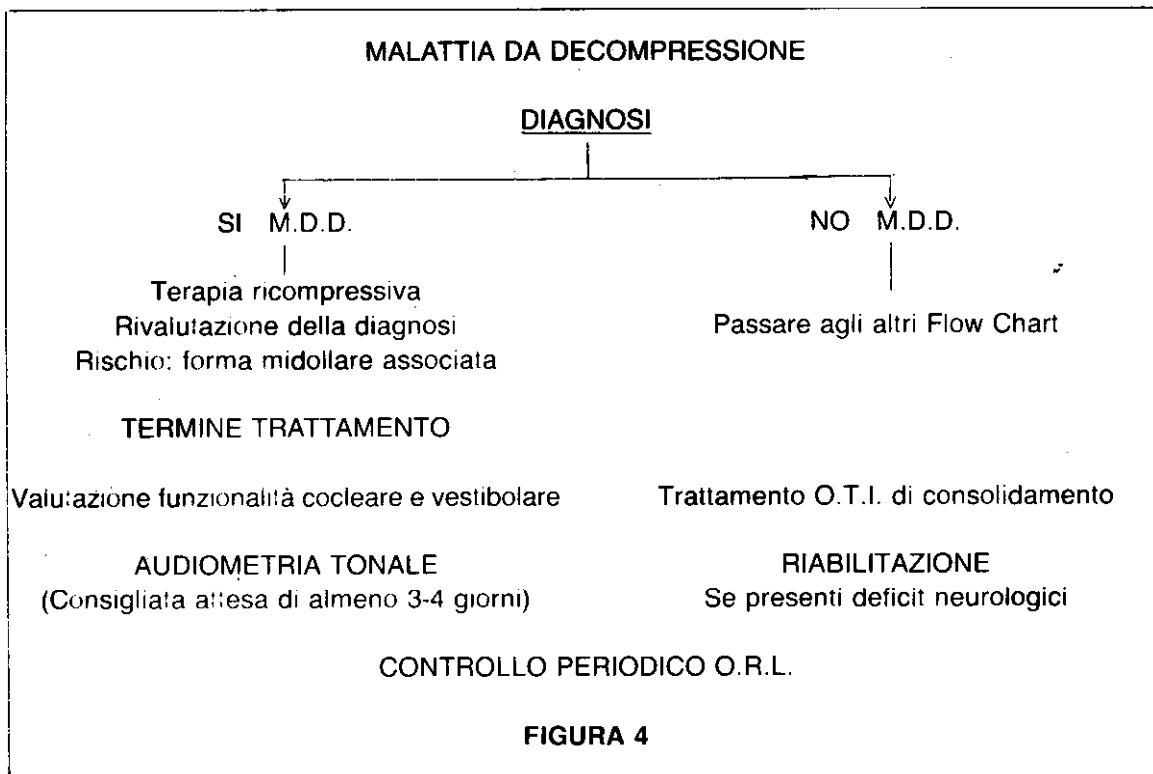 MALATTIA DA DECOMPRESSIONE
DIAGNOSI
SI M.D.D.
NO M.D.D.
Terapia ricompressiva
Rivalutazione della diagnosi
Passare agli altri Flow Chart
Rischio: forma midollare associata
TERMINE TRATTAMENTO
Valutazione funzionalità cocleare e vestibolare
Trattamento O.T.I. di consolidamento
AUDIOMETRIA TONALE
RIABILITAZIONE
(Consigliata attesa di almeno 3-4 giorni)
Se presenti deficit neurologici
CONTROLLO PERIODICO O.R.L.
FIGURA 4